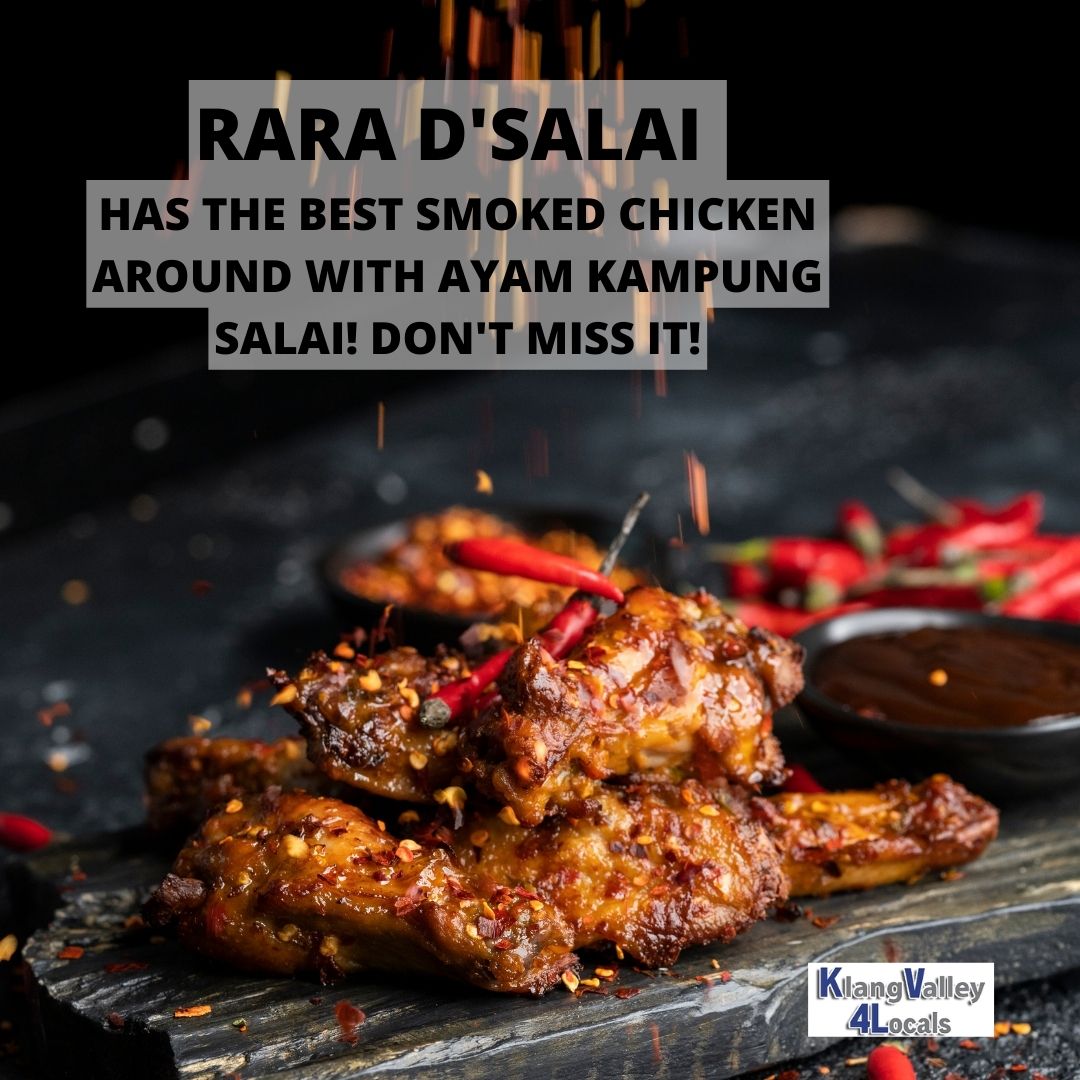 RARA D'SALAI
HAS THE BEST SMOKED CHICKEN
AROUND WITH AYAM KAMPUNG
SALAI! DON'T MISS IT!
KlangValley
4Locals